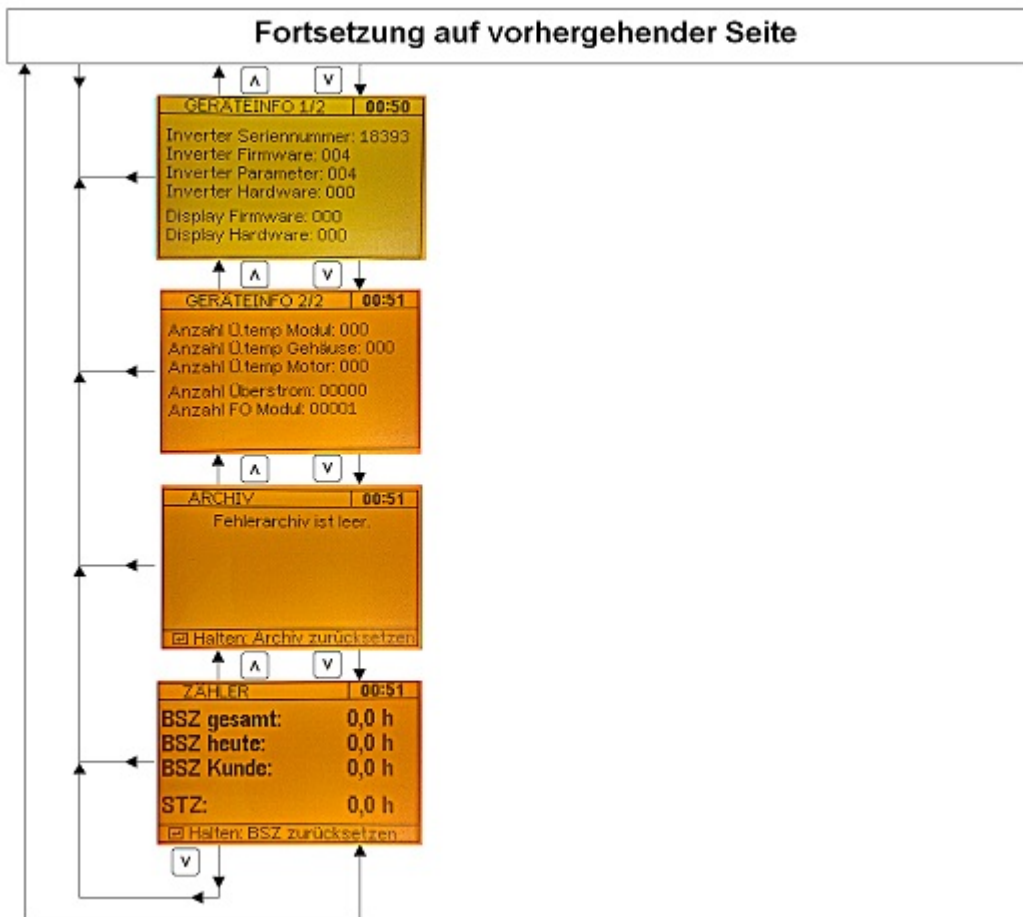 Fortsetzung auf vorhergehender Seite
∧ ∨
GERÄTEINFO 1/2 00:50
Inverter Seriennummer: 18393
Inverter Firmware: 004
Inverter Parameter: 004
Inverter Hardware: 000
Display Firmware: 000
Display Hardware: 000
∧ ∨
GERÄTEINFO 2/2 00:51
Anzahl Ü.temp Modul: 000
Anzahl Ü.temp Gehäuse: 000
Anzahl Ü.temp Motor: 000
Anzahl Überstrom: 00000
Anzahl FO Modul: 00001
∧ ∨
ARCHIV 00:51
Fehlerarchiv ist leer.
Halten: Archiv zurücksetzen
∧ ∨
ZÄHLER 00:51
BSZ gesamt: 0,0 h
BSZ heute: 0,0 h
BSZ Kunde: 0,0 h
STZ: 0,0 h
Halten: BSZ zurücksetzen
∨